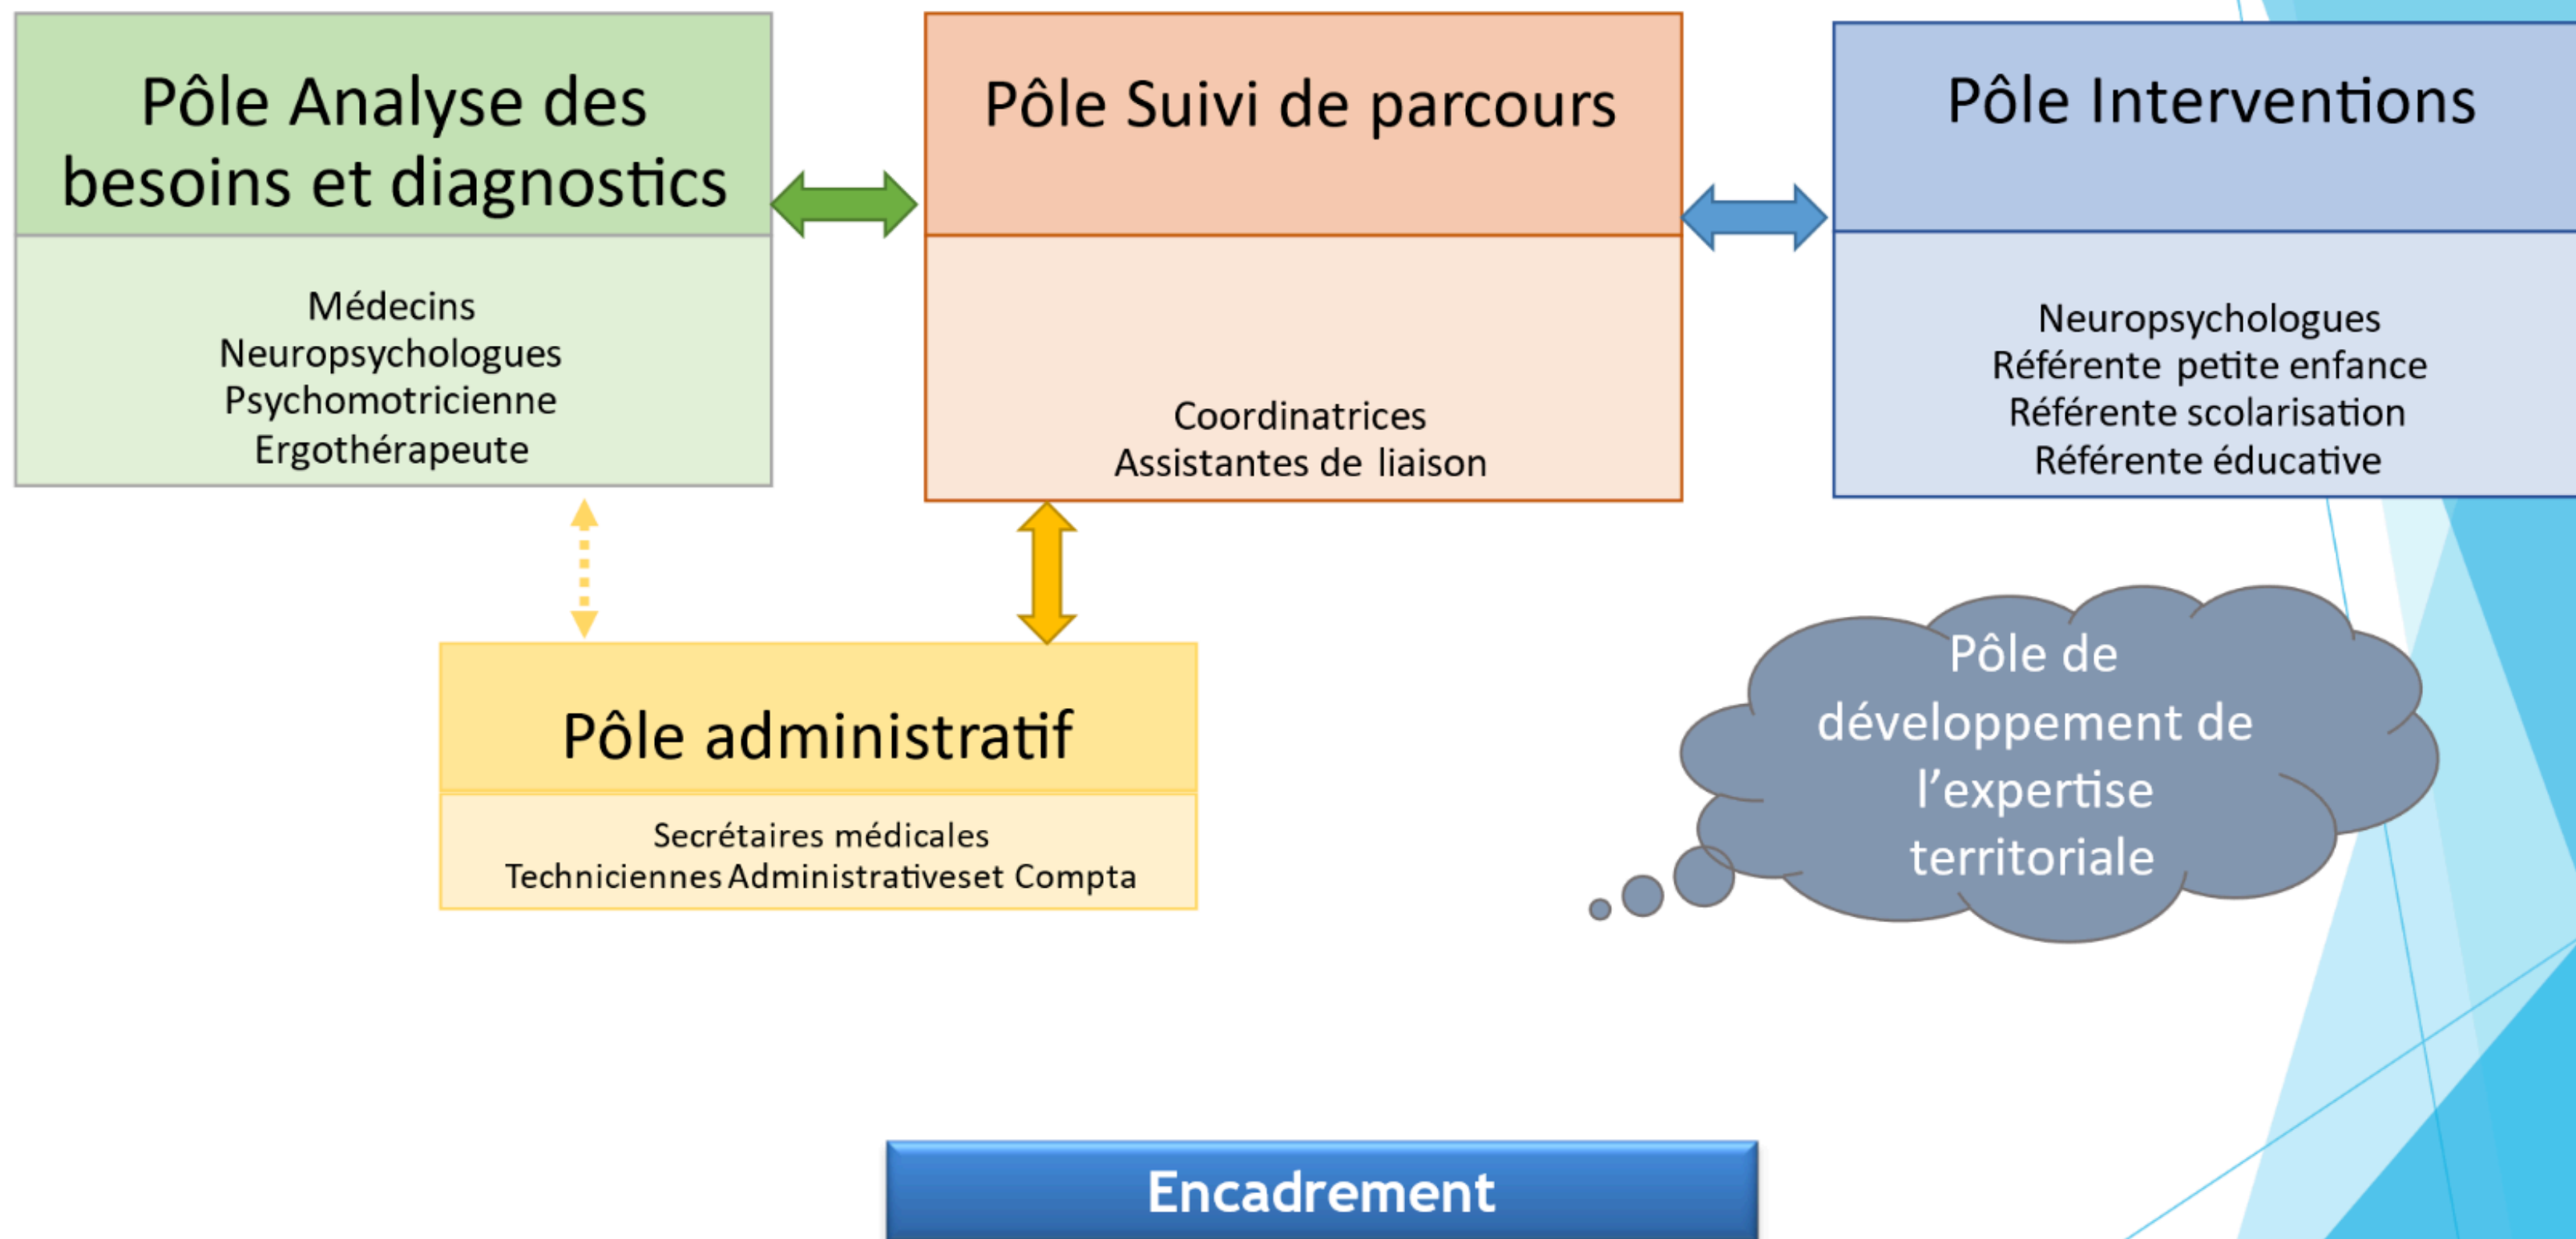 Pôle Analyse des
besoins et diagnostics
Médecins
Neuropsychologues
Psychomotricienne
Ergothérapeute
Pôle Suivi de parcours
Coordinatrices
Assistantes de liaison
Pôle Interventions
Neuropsychologues
Référente petite enfance
Référente scolarisation
Référente éducative
Pôle administratif
Secrétaires médicales
Techniciennes Administrativeset Compta
Pôle de
développement de
l’expertise
territoriale
Encadrement